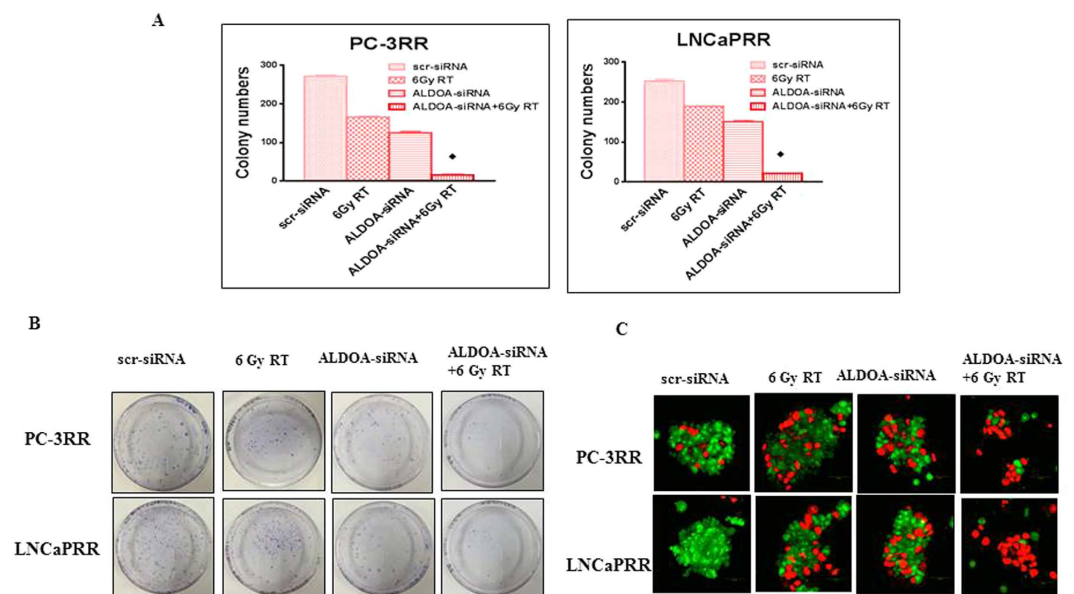 A
PC-3RR
Colony numbers
300
200
100
0
scr-siRNA
6Gy RT
ALDOA-siRNA
ALDOA-siRNA+6Gy RT
◆
scr-siRNA
6Gy RT
ALDOA-siRNA
ALDOA-siRNA+6Gy RT
LNCaPRR
Colony numbers
300
200
100
0
scr-siRNA
6Gy RT
ALDOA-siRNA
ALDOA-siRNA+6Gy RT
◆
scr-siRNA
6Gy RT
ALDOA-siRNA
ALDOA-siRNA+6Gy RT
B
scr-siRNA
6 Gy RT
ALDOA-siRNA
ALDOA-siRNA
+6 Gy RT
PC-3RR
LNCaPRR
C
scr-siRNA
6 Gy RT
ALDOA-siRNA
ALDOA-siRNA
+6 Gy RT
PC-3RR
LNCaPRR